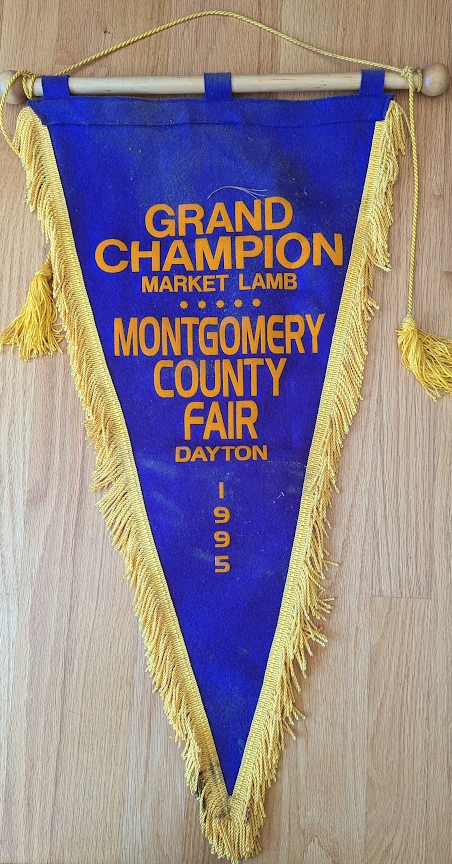 GRAND
CHAMPION
MARKET LAMB
MONTGOMERY
COUNTY
FAIR
DAYTON
1
9
9
5